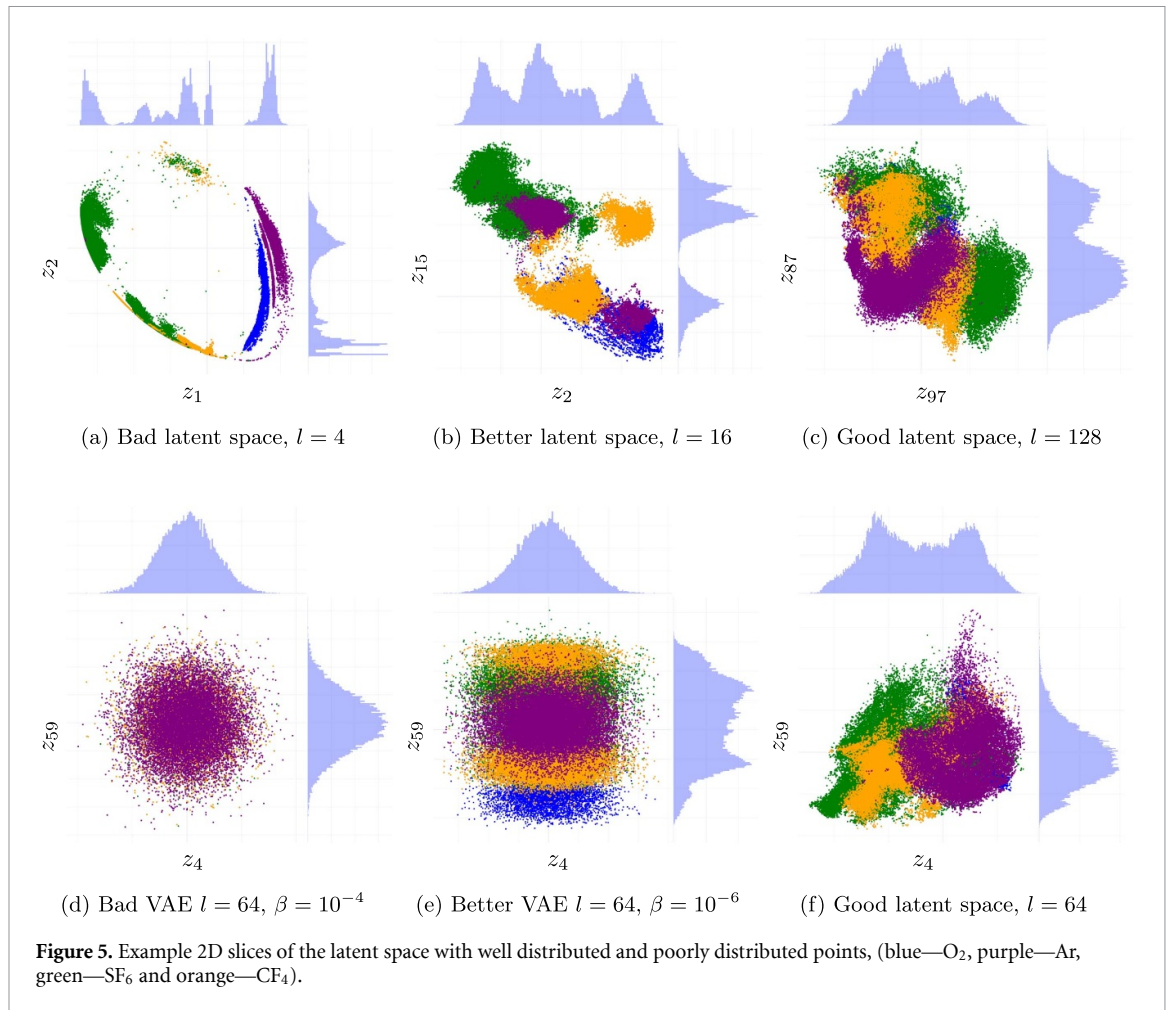 z₂
z₁
(a) Bad latent space, l = 4
z₁₅
z₂
(b) Better latent space, l = 16
z₈₇
z₉₇
(c) Good latent space, l = 128
z₅₉
z₄
(d) Bad VAE l = 64, β = 10⁻⁴
z₅₉
z₄
(e) Better VAE l = 64, β = 10⁻⁶
z₅₉
z₄
(f) Good latent space, l = 64
Figure 5. Example 2D slices of the latent space with well distributed and poorly distributed points, (blue—O₂, purple—Ar,
green—SF₆ and orange—CF₄).